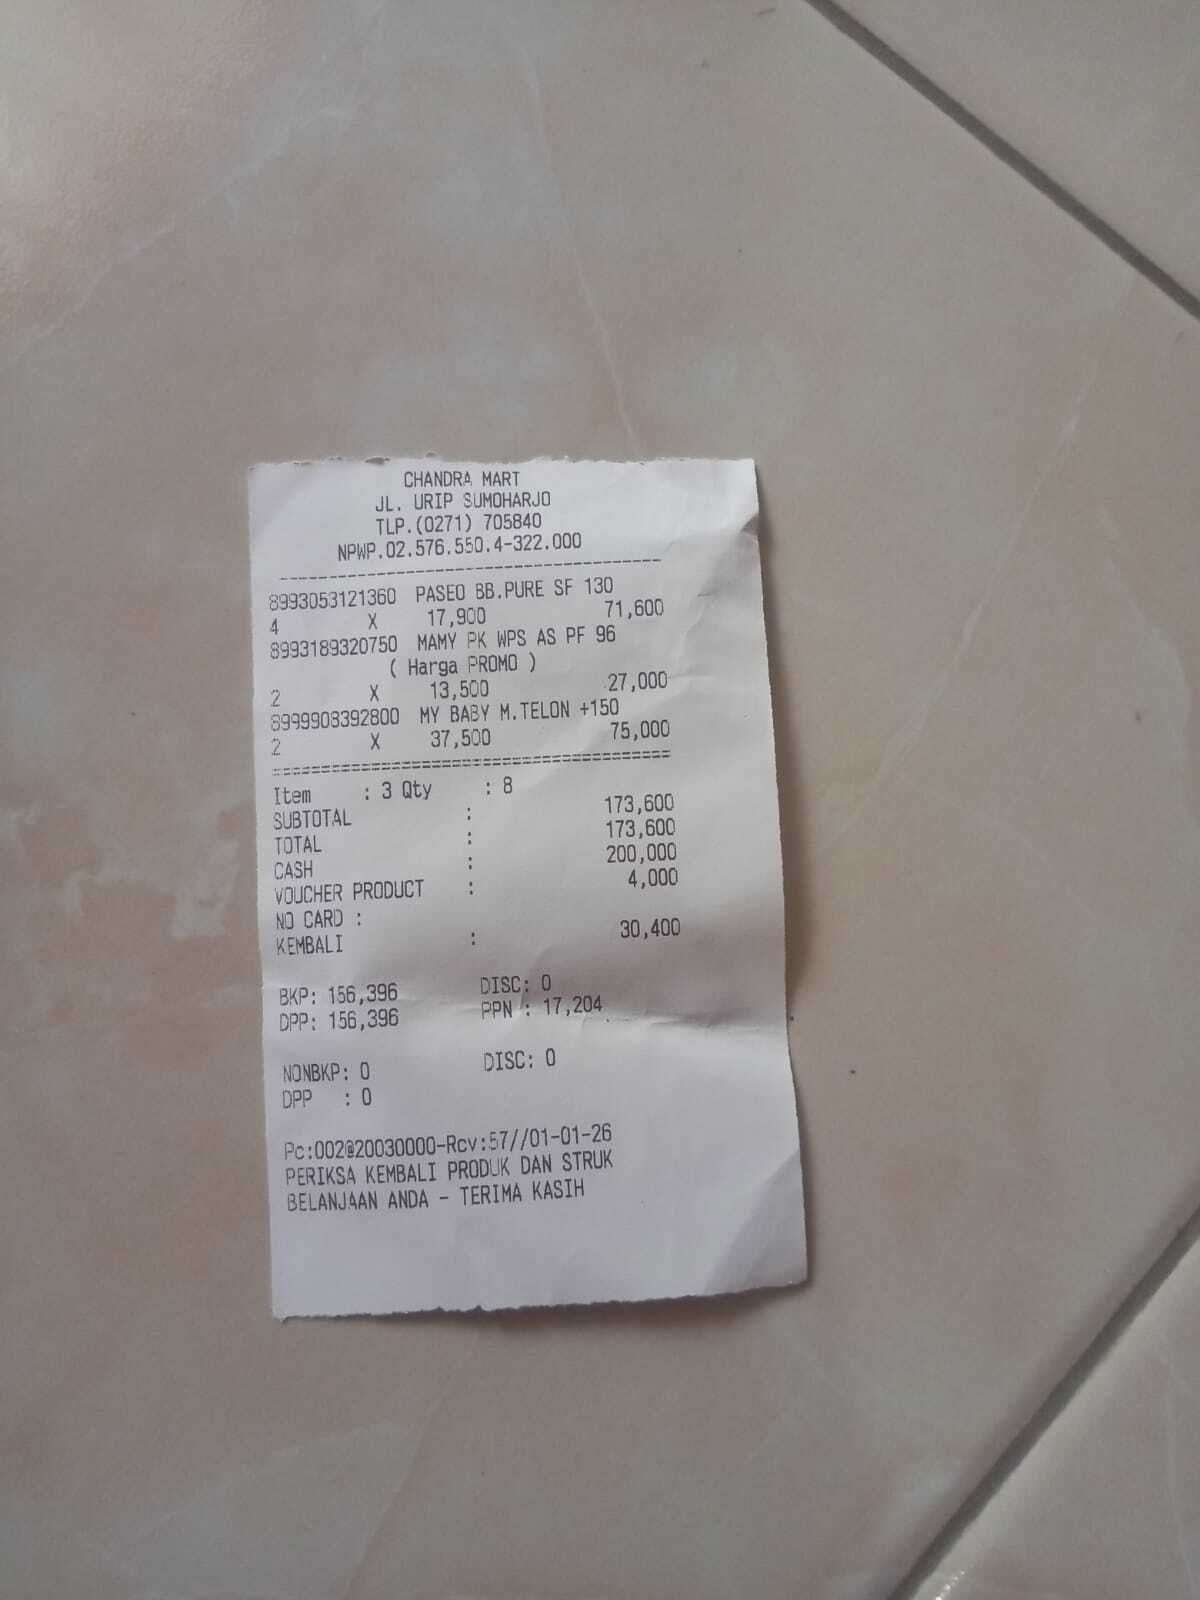 CHANDRA MART
JL. URIP SUMOHARJO
TLP.(0271) 705840
NPWP.02.576.550.4-322.000
--------------------------------------
8993053121360 PASEO BB.PURE SF 130
4 X 17,900 71,600
8993189320750 MAMY PK WPS AS PF 96
( Harga PROMO )
2 X 13,500 27,000
8999908392800 MY BABY M.TELON +150
2 X 37,500 75,000
========================================
Item : 3 Qty : 8
SUBTOTAL : 173,600
TOTAL : 173,600
CASH : 200,000
VOUCHER PRODUCT : 4,000
NO CARD :
KEMBALI : 30,400
BKP: 156,396 DISC: 0
DPP: 156,396 PPN : 17,204
NONBKP: 0 DISC: 0
DPP : 0
Pc:002@20030000-Rcv:57//01-01-26
PERIKSA KEMBALI PRODUK DAN STRUK
BELANJAAN ANDA - TERIMA KASIH